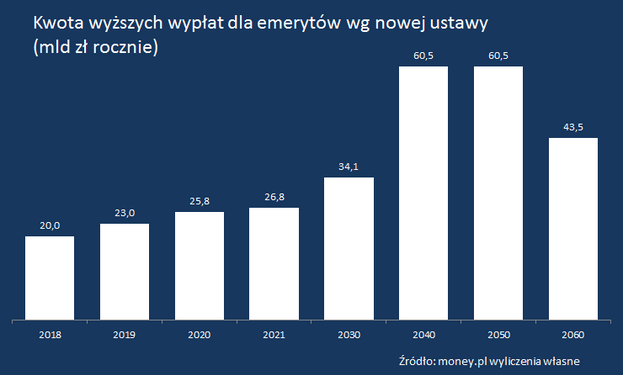 Kwota wyższych wypłat dla emerytów wg nowej ustawy
(mld zł rocznie)
60,5 60,5
43,5
34,1
26,8
25,8
23,0
20,0
2018 2019 2020 2021 2030 2040 2050 2060
Źródło: money.pl wyliczenia własne